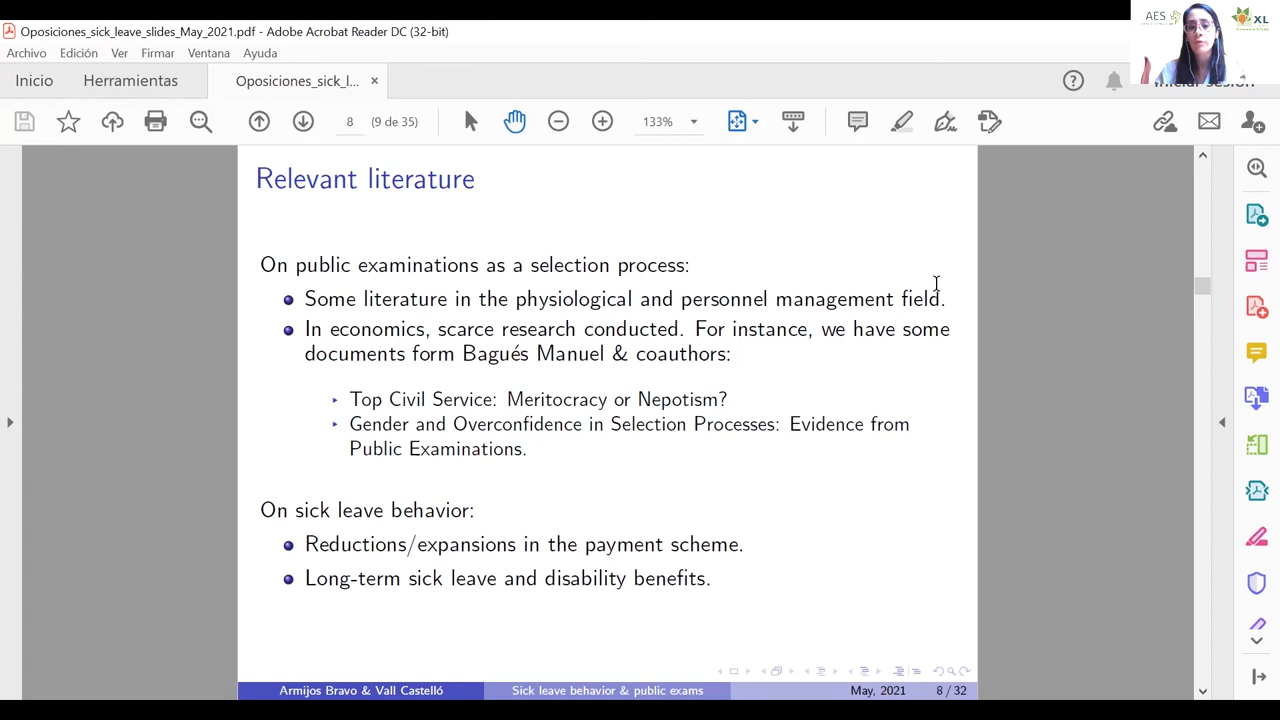 AES
XL
Oposiciones_sick_leave_slides_May_2021.pdf - Adobe Acrobat Reader DC (32-bit)
Archivo Edición Ver Firmar Ventana Ayuda
Inicio Herramientas Oposiciones_sick_l... ×
8 (9 de 35) 133%
Relevant literature
On public examinations as a selection process:
Some literature in the physiological and personnel management field.
In economics, scarce research conducted. For instance, we have some
documents form Bagués Manuel & coauthors:
Top Civil Service: Meritocracy or Nepotism?
Gender and Overconfidence in Selection Processes: Evidence from
Public Examinations.
On sick leave behavior:
Reductions/expansions in the payment scheme.
Long-term sick leave and disability benefits.
Armijos Bravo & Vall Castelló Sick leave behavior & public exams May, 2021 8 / 32